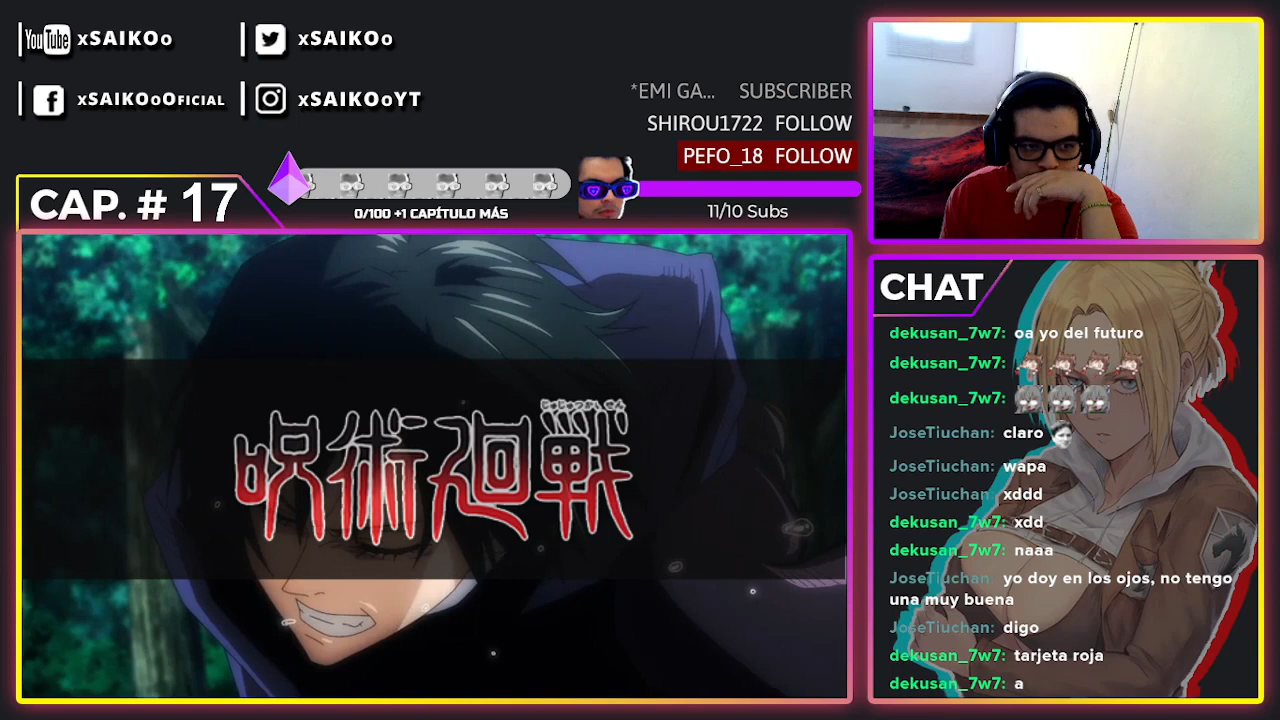 YouTube xSAIKOo
xSAIKOo
xSAIKOoOFICIAL
xSAIKOoYT
*EMI GA... SUBSCRIBER
SHIROU1722 FOLLOW
PEFO_18 FOLLOW
CAP. # 17
0/100 +1 CAPÍTULO MÁS
11/10 Subs
呪術廻戦
CHAT
dekusan_7w7: oa yo del futuro
dekusan_7w7:
dekusan_7w7:
JoseTiuchan: claro
JoseTiuchan: wapa
JoseTiuchan: xddd
dekusan_7w7: xdd
dekusan_7w7: naaa
JoseTiuchan: yo doy en los ojos, no tengo
una muy buena
JoseTiuchan: digo
dekusan_7w7: tarjeta roja
dekusan_7w7: a